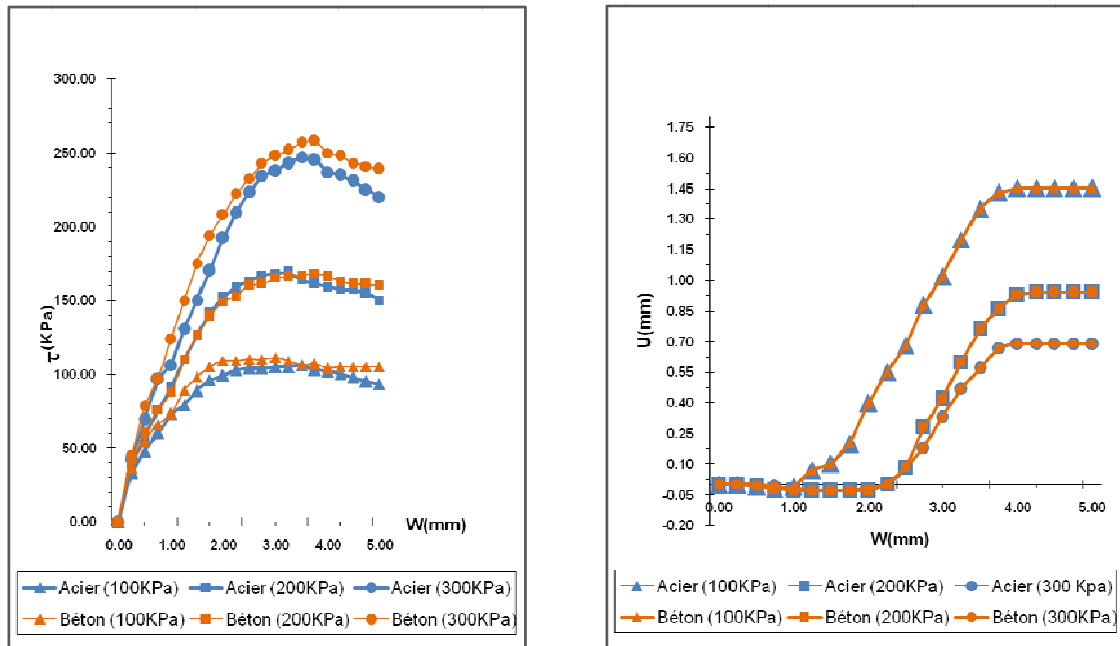 300.00
250.00
200.00
150.00
100.00
50.00
0.00
τ(KPa)
0.00 1.00 2.00 3.00 4.00 5.00
W(mm)
Acier (100KPa) Acier (200KPa) Acier (300KPa)
Béton (100KPa) Béton (200KPa) Béton (300KPa)
1.75
1.60
1.45
1.30
1.15
1.00
0.85
0.70
0.55
0.40
0.25
0.10
-0.05
-0.20
U(mm)
0.00 1.00 2.00 3.00 4.00 5.00
W(mm)
Acier (100KPa) Acier (200KPa) Acier (300 Kpa)
Béton (100KPa) Béton (200KPa) Béton (300KPa)